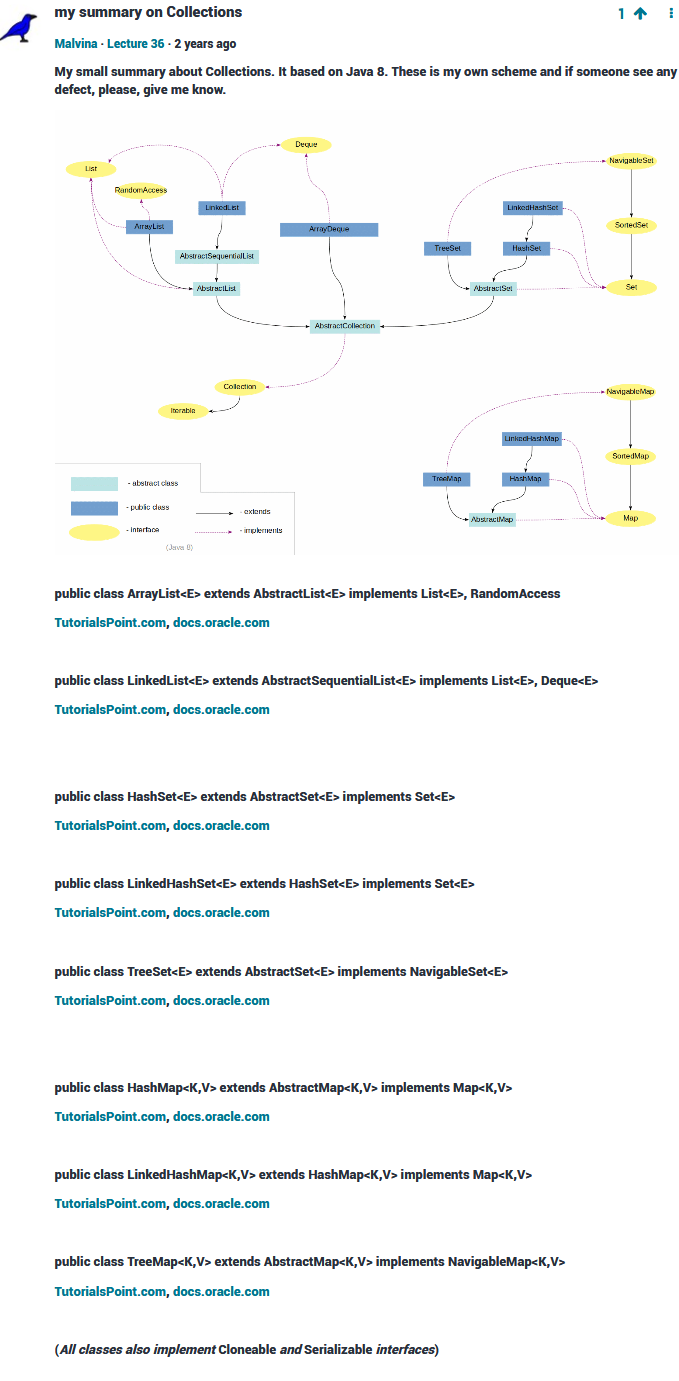 my summary on Collections
1
Malvina · Lecture 36 · 2 years ago
My small summary about Collections. It based on Java 8. These is my own scheme and if someone see any
defect, please, give me know.
Deque
List
RandomAccess
LinkedList
ArrayList
ArrayDeque
AbstractSequentialList
AbstractList
NavigableSet
LinkedHashSet
SortedSet
TreeSet
HashSet
AbstractSet
Set
AbstractCollection
Collection
Iterable
NavigableMap
LinkedHashMap
SortedMap
TreeMap
HashMap
AbstractMap
Map
- abstract class
- public class
- extends
- interface
- implements
(Java 8)
public class ArrayList<E> extends AbstractList<E> implements List<E>, RandomAccess
TutorialsPoint.com, docs.oracle.com
public class LinkedList<E> extends AbstractSequentialList<E> implements List<E>, Deque<E>
TutorialsPoint.com, docs.oracle.com
public class HashSet<E> extends AbstractSet<E> implements Set<E>
TutorialsPoint.com, docs.oracle.com
public class LinkedHashSet<E> extends HashSet<E> implements Set<E>
TutorialsPoint.com, docs.oracle.com
public class TreeSet<E> extends AbstractSet<E> implements NavigableSet<E>
TutorialsPoint.com, docs.oracle.com
public class HashMap<K,V> extends AbstractMap<K,V> implements Map<K,V>
TutorialsPoint.com, docs.oracle.com
public class LinkedHashMap<K,V> extends HashMap<K,V> implements Map<K,V>
TutorialsPoint.com, docs.oracle.com
public class TreeMap<K,V> extends AbstractMap<K,V> implements NavigableMap<K,V>
TutorialsPoint.com, docs.oracle.com
(All classes also implement Cloneable and Serializable interfaces)